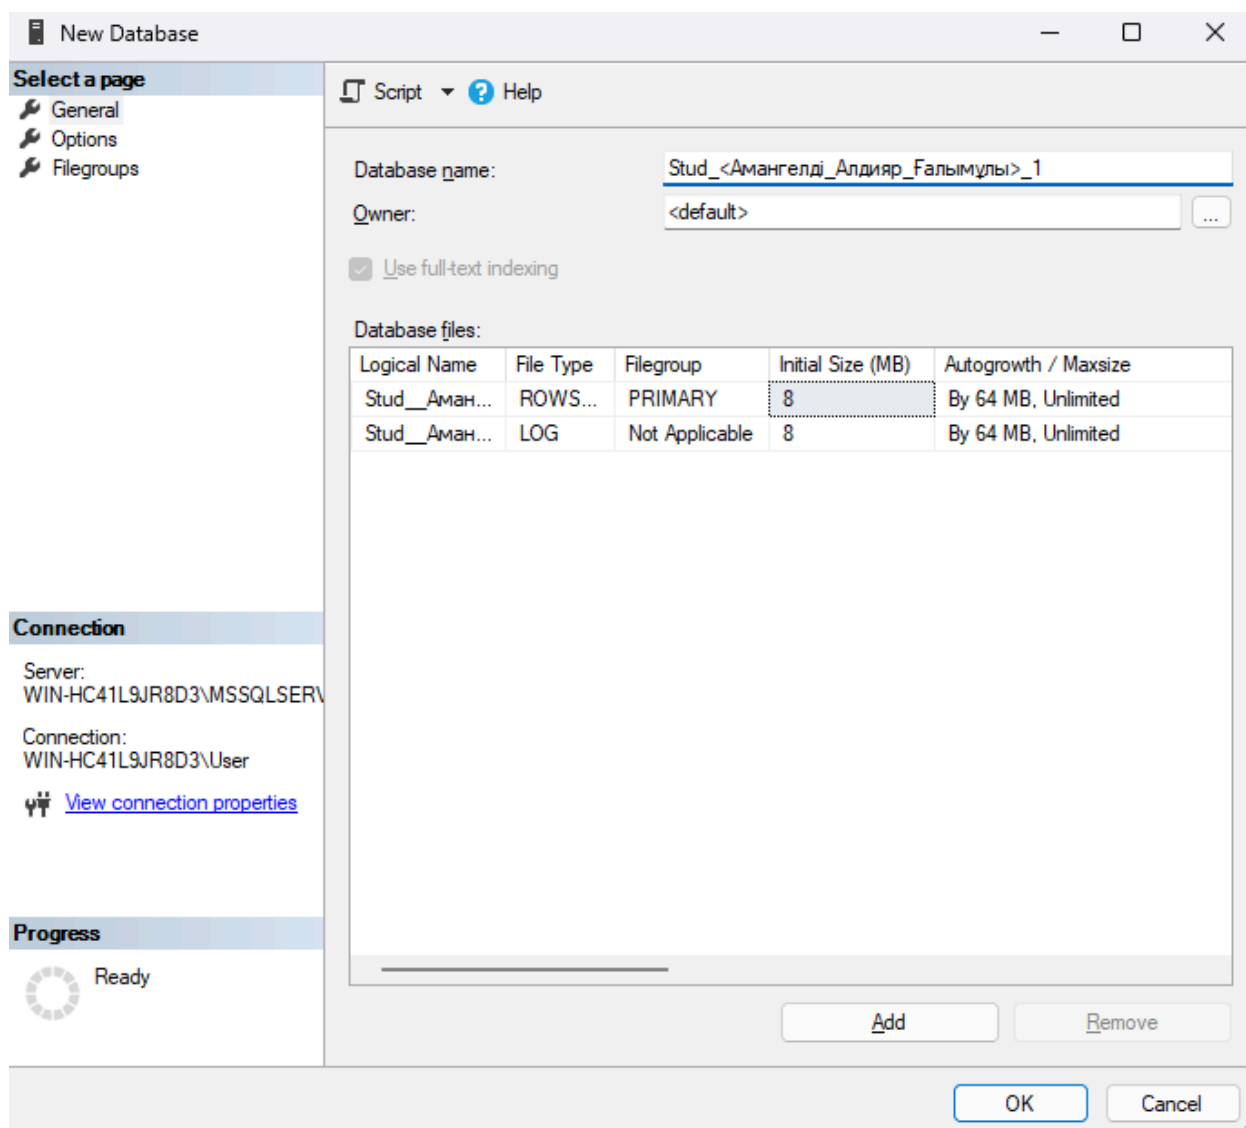 New Database
Select a page
General
Options
Filegroups
Script
Help
Database name:
Stud_<Амангелді_Алдияр_Ғалымұлы>_1
Owner:
<default>
...
Use full-text indexing
Database files:
Logical Name File Type Filegroup Initial Size (MB) Autogrowth / Maxsize
Stud__Аман... ROWS... PRIMARY 8 By 64 MB, Unlimited
Stud__Аман... LOG Not Applicable 8 By 64 MB, Unlimited
Connection
Server:
WIN-HC41L9JR8D3\MSSQLSERV
Connection:
WIN-HC41L9JR8D3\User
View connection properties
Progress
Ready
Add
Remove
OK
Cancel